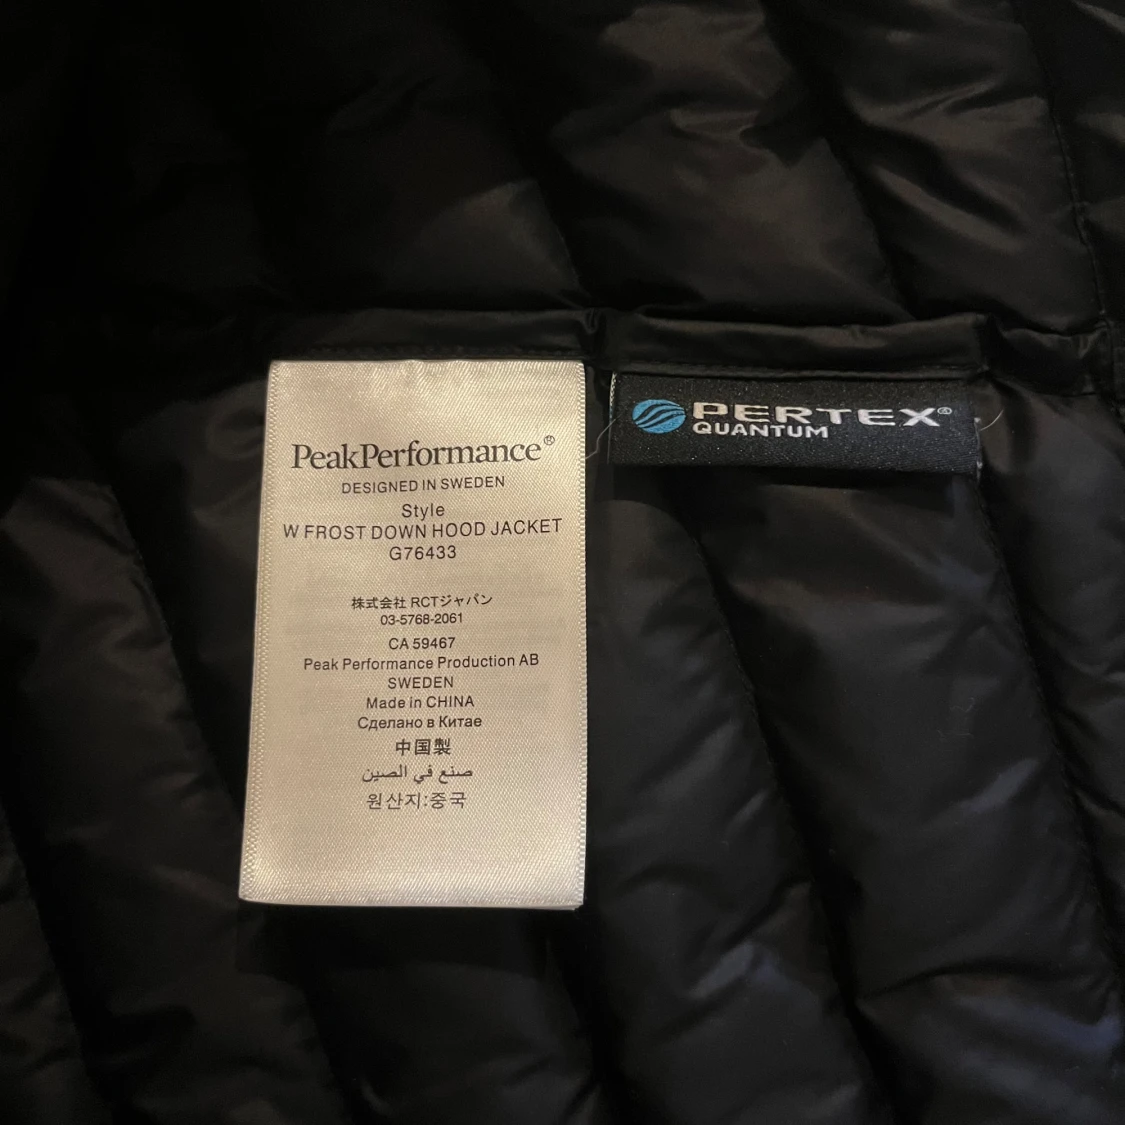 PeakPerformance®
DESIGNED IN SWEDEN
Style
W FROST DOWN HOOD JACKET
G76433
株式会社 RCTジャパン
03-5768-2061
CA 59467
Peak Performance Production AB
SWEDEN
Made in CHINA
Сделано в Китае
中国製
صنع في الصين
원산지:중국
PERTEX®
QUANTUM